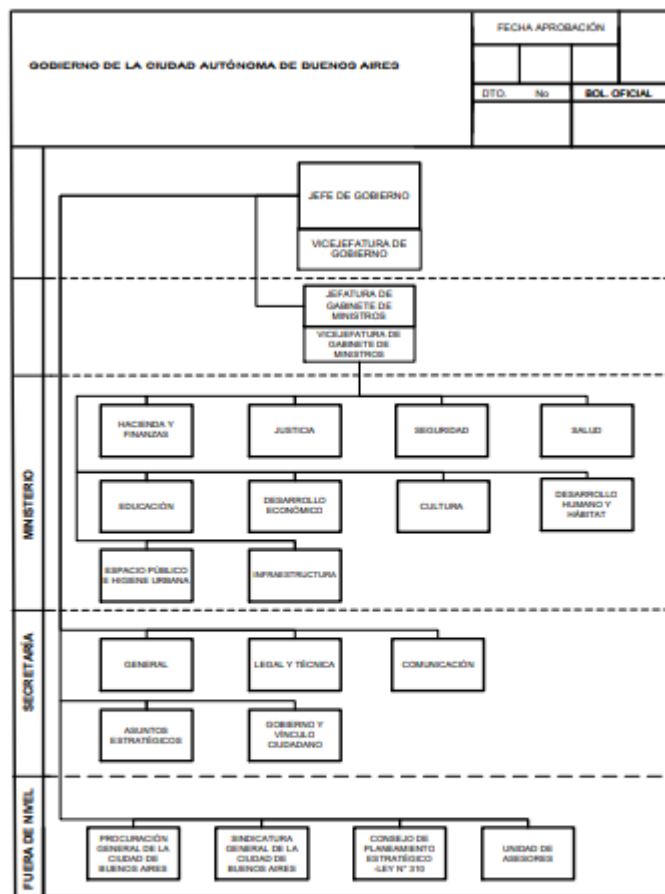 GOBIERNO DE LA CIUDAD AUTÓNOMA DE BUENOS AIRES
FECHA APROBACIÓN
DTO. No BOL. OFICIAL
JEFE DE GOBIERNO
VICEJEFATURA DE
GOBIERNO
JEFATURA DE
GABINETE DE
MINISTROS
VICEJEFATURA DE
GABINETE DE
MINISTROS
MINISTERIO
HACIENDA Y
FINANZAS
JUSTICIA
SEGURIDAD
SALUD
EDUCACIÓN
DESARROLLO
ECONÓMICO
CULTURA
DESARROLLO
HUMANO Y
HÁBITAT
ESPACIO PÚBLICO
E HIGIENE URBANA
INFRAESTRUCTURA
SECRETARÍA
GENERAL
LEGAL Y TÉCNICA
COMUNICACIÓN
ASUNTOS
ESTRATÉGICOS
GOBIERNO Y
VÍNCULO
CIUDADANO
FUERA DE NIVEL
PROCURACIÓN
GENERAL DE LA
CIUDAD DE
BUENOS AIRES
SINDICATURA
GENERAL DE LA
CIUDAD DE
BUENOS AIRES
CONSEJO DE
PLANEAMIENTO
ESTRATÉGICO
-LEY N° 310
UNIDAD DE
ASESORES